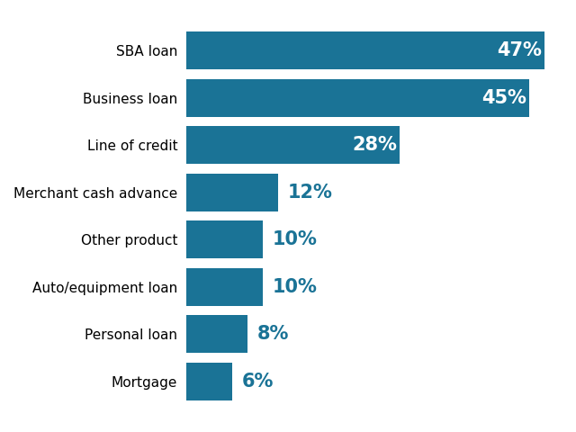 SBA loan 47%
Business loan 45%
Line of credit 28%
Merchant cash advance 12%
Other product 10%
Auto/equipment loan 10%
Personal loan 8%
Mortgage 6%